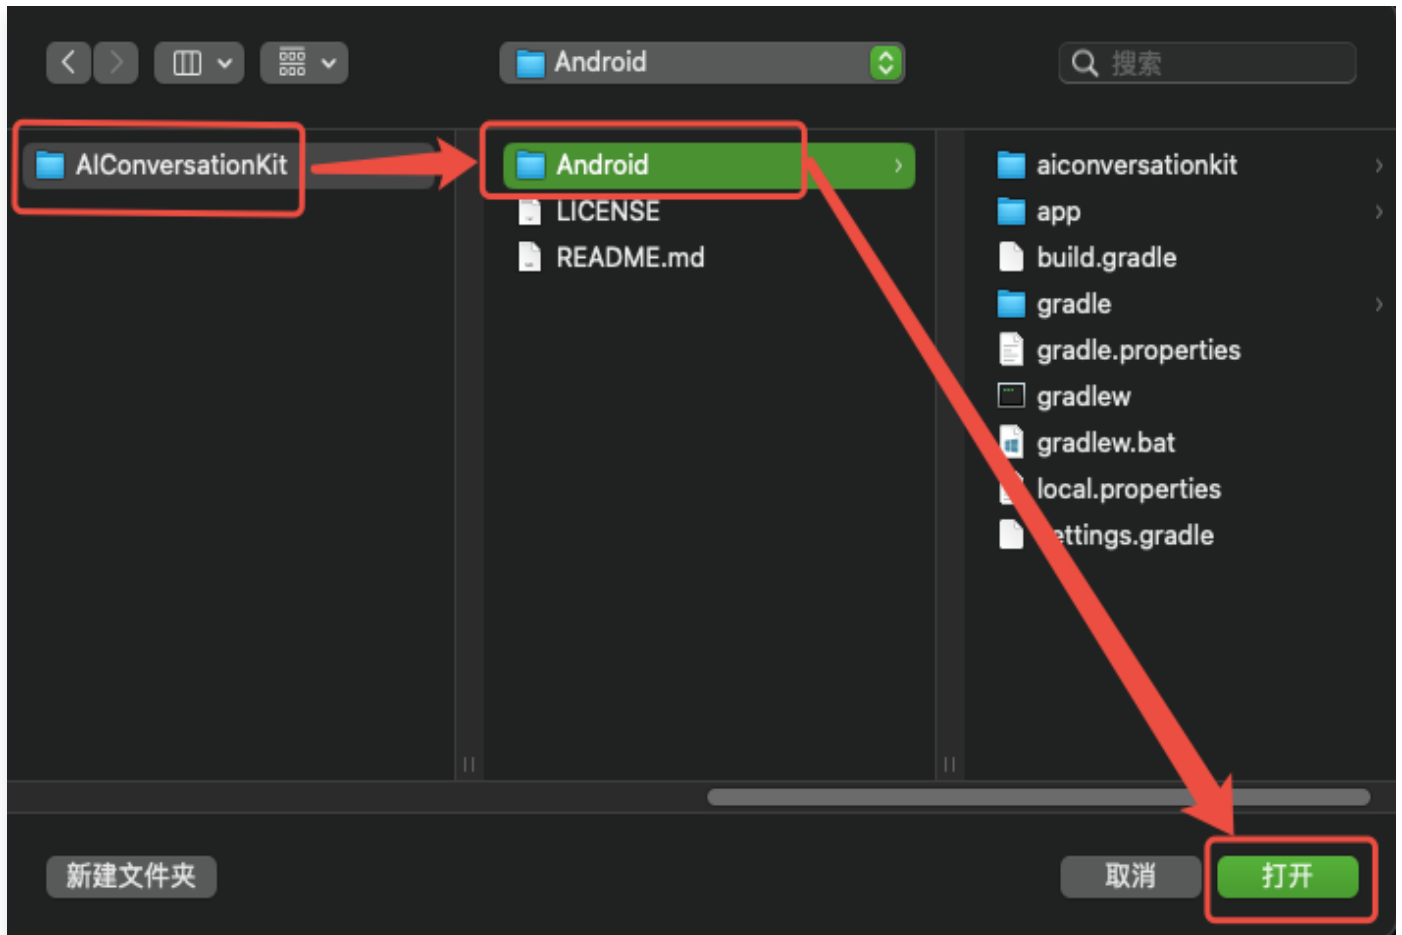 Android
搜索
AIConversationKit
Android
LICENSE
README.md
aiconversationkit
app
build.gradle
gradle
gradle.properties
gradlew
gradlew.bat
local.properties
ettings.gradle
新建文件夹
取消
打开